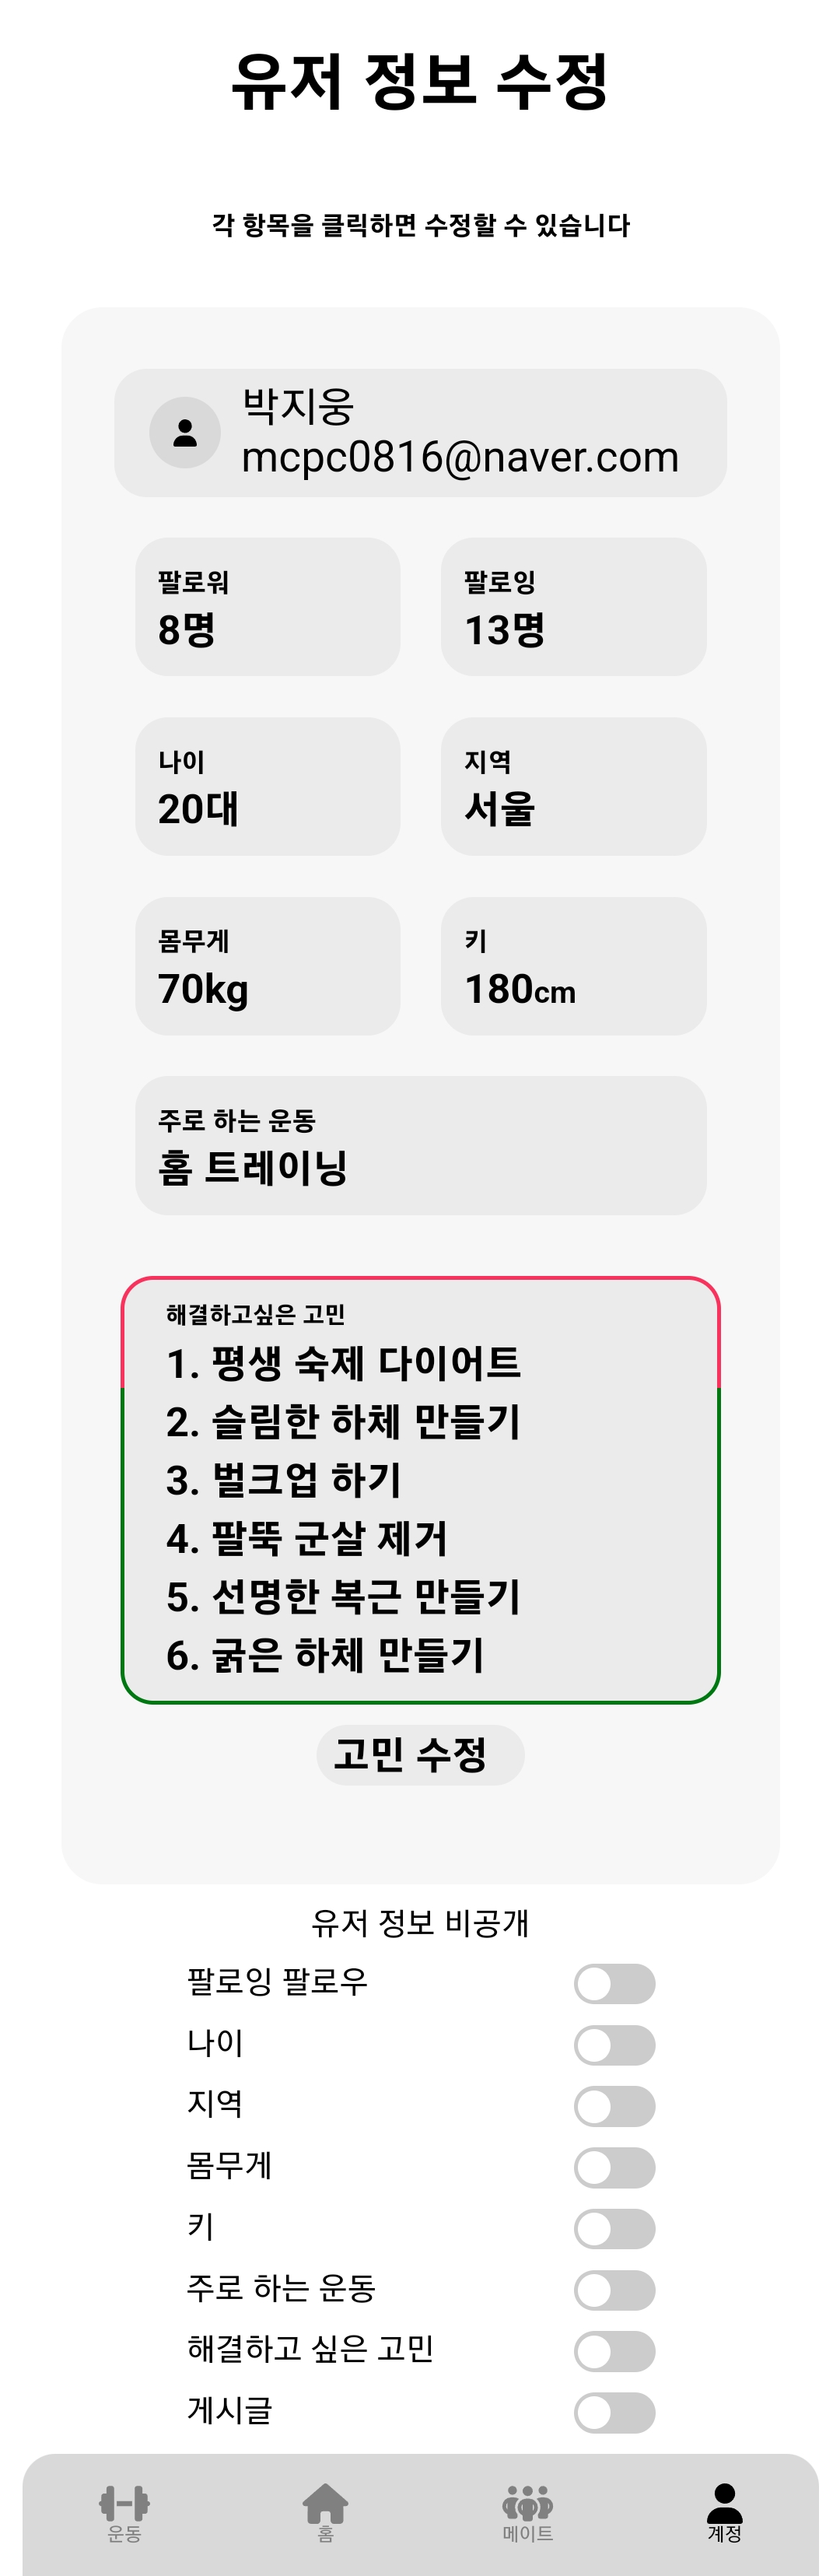 유저 정보 수정
각 항목을 클릭하면 수정할 수 있습니다
박지웅
mcpc0816@naver.com
팔로워
8명
팔로잉
13명
나이
20대
지역
서울
몸무게
70kg
키
180cm
주로 하는 운동
홈 트레이닝
해결하고싶은 고민
1. 평생 숙제 다이어트
2. 슬림한 하체 만들기
3. 벌크업 하기
4. 팔뚝 군살 제거
5. 선명한 복근 만들기
6. 굵은 하체 만들기
고민 수정
유저 정보 비공개
팔로잉 팔로우
나이
지역
몸무게
키
주로 하는 운동
해결하고 싶은 고민
게시글
운동
홈
메이트
계정